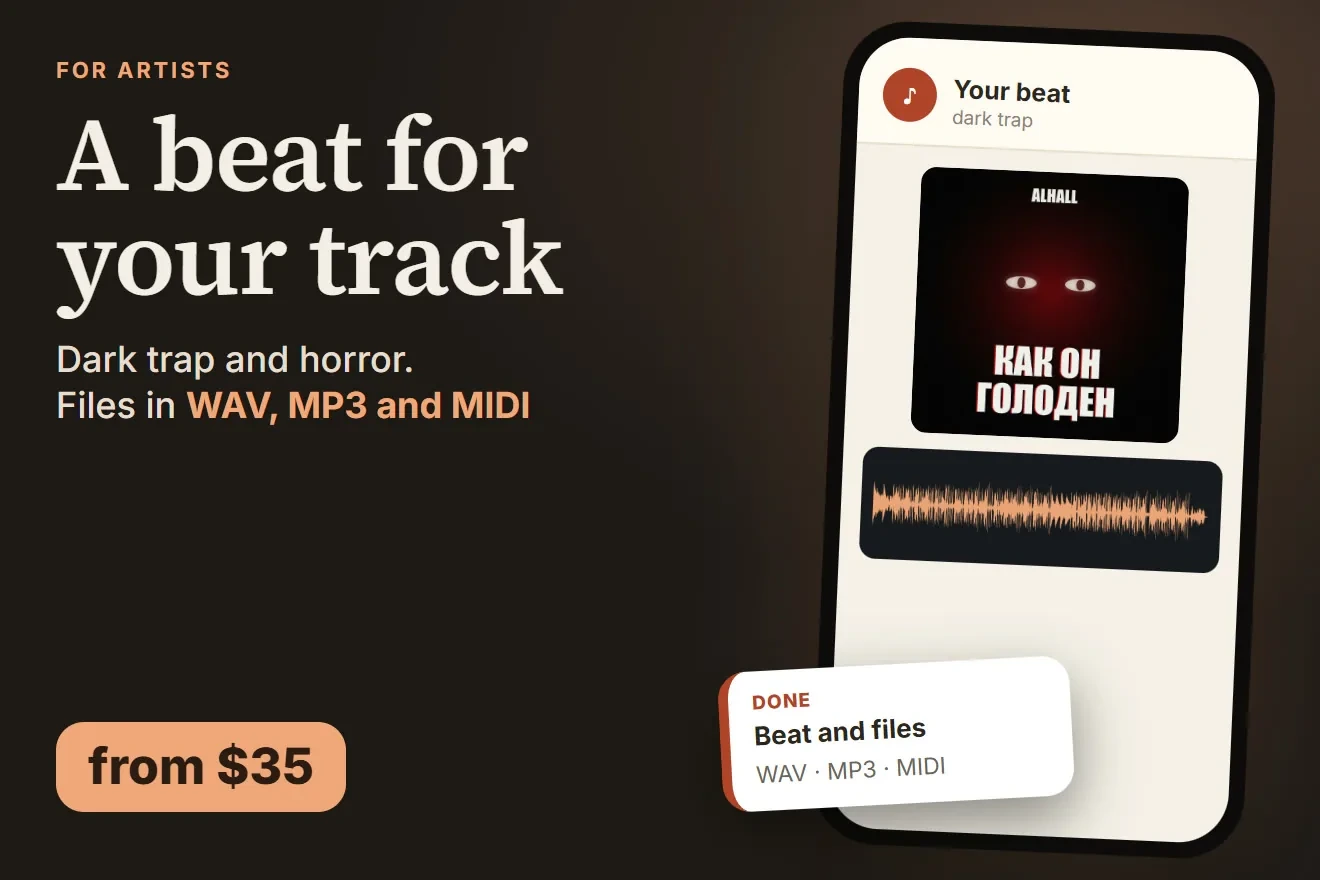 FOR ARTISTS
A beat for
your track
Dark trap and horror.
Files in WAV, MP3 and MIDI
from $35
Your beat
dark trap
ALHALL
КАК ОН
ГОЛОДЕН
DONE
Beat and files
WAV · MP3 · MIDI